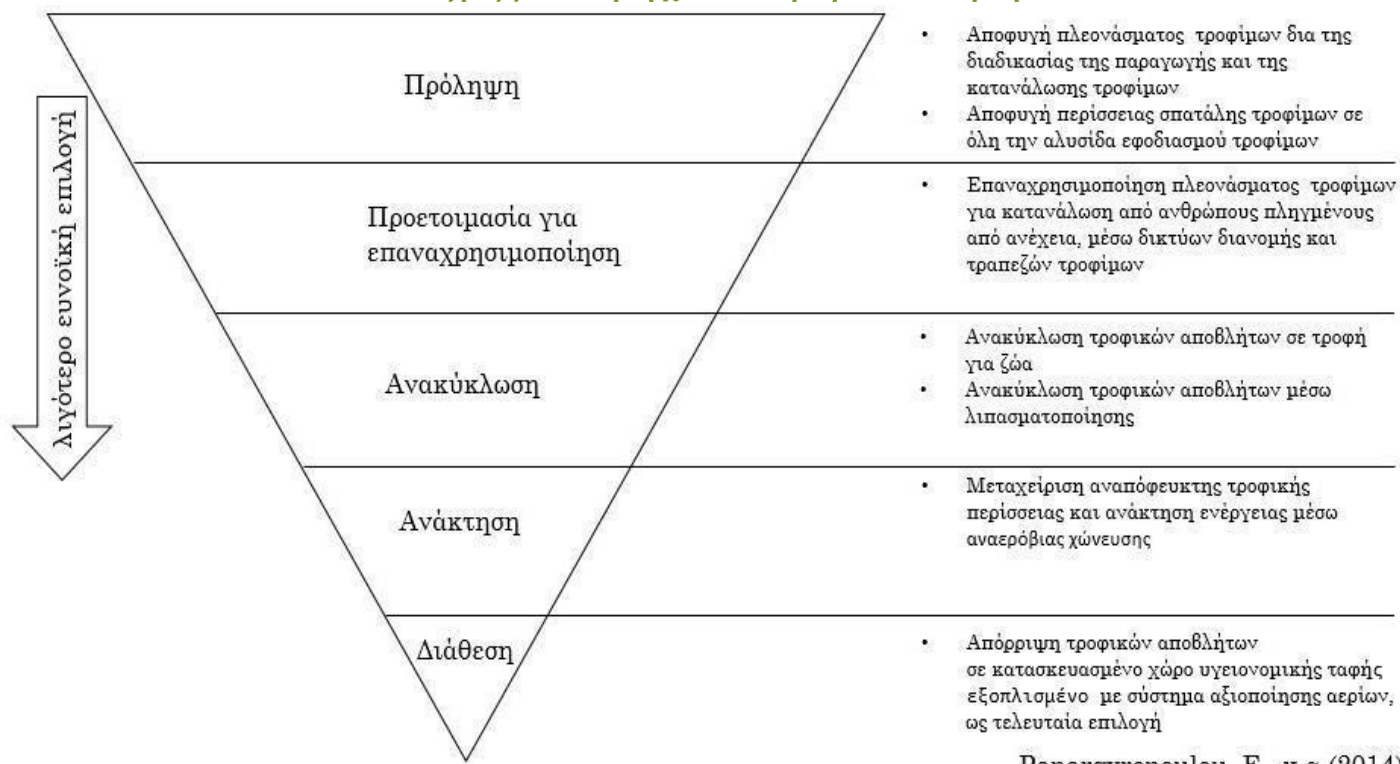 Πρόληψη
• Αποφυγή πλεονάσματος τροφίμων δια της
διαδικασίας της παραγωγής και της
κατανάλωσης τροφίμων
• Αποφυγή περίσσειας σπατάλης τροφίμων σε
όλη την αλυσίδα εφοδιασμού τροφίμων
λιγότερο ευνοϊκή επιλογή
Προετοιμασία για
επαναχρησιμοποίηση
• Επαναχρησιμοποίηση πλεονάσματος τροφίμων
για κατανάλωση από ανθρώπους πληγμένους
από ανέχεια, μέσω δικτύων διανομής και
τραπεζών τροφίμων
Ανακύκλωση
• Ανακύκλωση τροφικών αποβλήτων σε τροφή
για ζώα
• Ανακύκλωση τροφικών αποβλήτων μέσω
λιπασματοποίησης
Ανάκτηση
• Μεταχείριση αναπόφευκτης τροφικής
περίσσειας και ανάκτηση ενέργειας μέσω
αναερόβιας χώνευσης
Διάθεση
• Απόρριψη τροφικών αποβλήτων
σε κατασκευασμένο χώρο υγειονομικής ταφής
εξοπλισμένο με σύστημα αξιοποίησης αερίων,
ως τελευταία επιλογή
(2014)